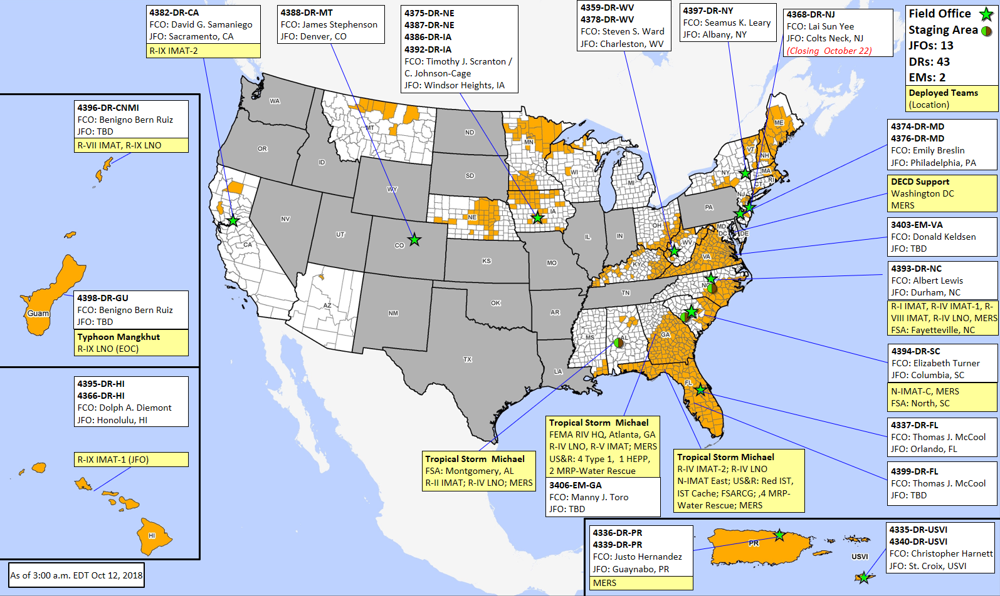 4382-DR-CA
FCO: David G. Samaniego
JFO: Sacramento, CA
R-IX IMAT-2
4388-DR-MT
FCO: James Stephenson
JFO: Denver, CO
4375-DR-NE
4387-DR-NE
4386-DR-IA
4392-DR-IA
FCO: Timothy J. Scranton /
C. Johnson-Cage
JFO: Windsor Heights, IA
4359-DR-WV
4378-DR-WV
FCO: Steven S. Ward
JFO: Charleston, WV
4397-DR-NY
FCO: Seamus K. Leary
JFO: Albany, NY
4368-DR-NJ
FCO: Lai Sun Yee
JFO: Colts Neck, NJ
(Closing  October 22)
Field Office
Staging Area
JFOs: 13
DRs: 43
EMs: 2
Deployed Teams
(Location)
4396-DR-CNMI
FCO: Benigno Bern Ruiz
JFO: TBD
R-VII IMAT, R-IX LNO
4374-DR-MD
4376-DR-MD
FCO: Emily Breslin
JFO: Philadelphia, PA
DECD Support
Washington DC
MERS
3403-EM-VA
FCO: Donald Keldsen
JFO: TBD
4393-DR-NC
FCO: Albert Lewis
JFO: Durham, NC
R-I IMAT, R-IV IMAT-1, R-
VIII IMAT, R-IV LNO, MERS
FSA: Fayetteville, NC
4394-DR-SC
FCO: Elizabeth Turner
JFO: Columbia, SC
N-IMAT-C, MERS
FSA: North, SC
4337-DR-FL
FCO: Thomas J. McCool
JFO: Orlando, FL
4399-DR-FL
FCO: Thomas J. McCool
JFO: TBD
WA
OR
ID
MT
ND
MN
SD
WY
WI
MI
NE
IA
NV
UT
CO
CA
KS
MO
IL
IN
OH
PA
NY
VT
NH
ME
MA
RI
CT
NJ
MD
DC
DE
WV
VA
KY
TN
NC
AZ
NM
OK
AR
TX
LA
MS
AL
GA
FL
Guam
4398-DR-GU
FCO: Benigno Bern Ruiz
JFO: TBD
Typhoon Mangkhut
R-IX LNO (EOC)
4395-DR-HI
4366-DR-HI
FCO: Dolph A. Diemont
JFO: Honolulu, HI
R-IX IMAT-1 (JFO)
HI
As of 3:00 a.m. EDT Oct 12, 2018
Tropical Storm  Michael
FSA: Montgomery, AL
R-II IMAT; R-IV LNO; MERS
Tropical Storm  Michael
FEMA RIV HQ, Atlanta, GA
R-IV LNO, R-V IMAT; MERS
US&R: 4 Type 1,  1 HEPP,
2 MRP-Water Rescue
3406-EM-GA
FCO: Manny J. Toro
JFO: TBD
Tropical Storm Michael
R-IV IMAT-2; R-IV LNO
N-IMAT East; US&R: Red IST,
IST Cache; FSARCG; ,4 MRP-
Water Rescue; MERS
4336-DR-PR
4339-DR-PR
FCO: Justo Hernandez
JFO: Guaynabo, PR
MERS
PR
USVI
4335-DR-USVI
4340-DR-USVI
FCO: Christopher Harnett
JFO: St. Croix, USVI